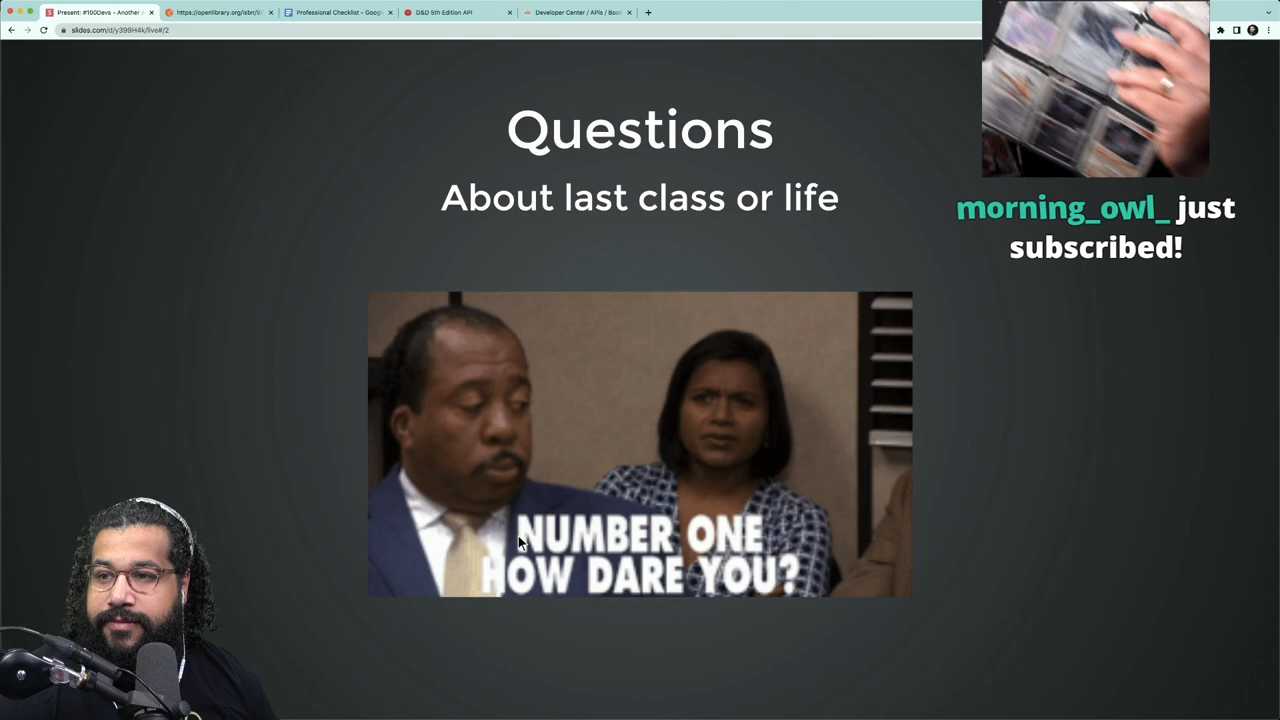 Present: #100Devs - Another
https://openlibrary.org/isbn/97
Professional Checklist - Googl
D&D 5th Edition API
Developer Center / APIs / Boo
slides.com/d/y399H4k/live#/2
Questions
About last class or life
morning_owl_ just
subscribed!
NUMBER ONE
HOW DARE YOU?